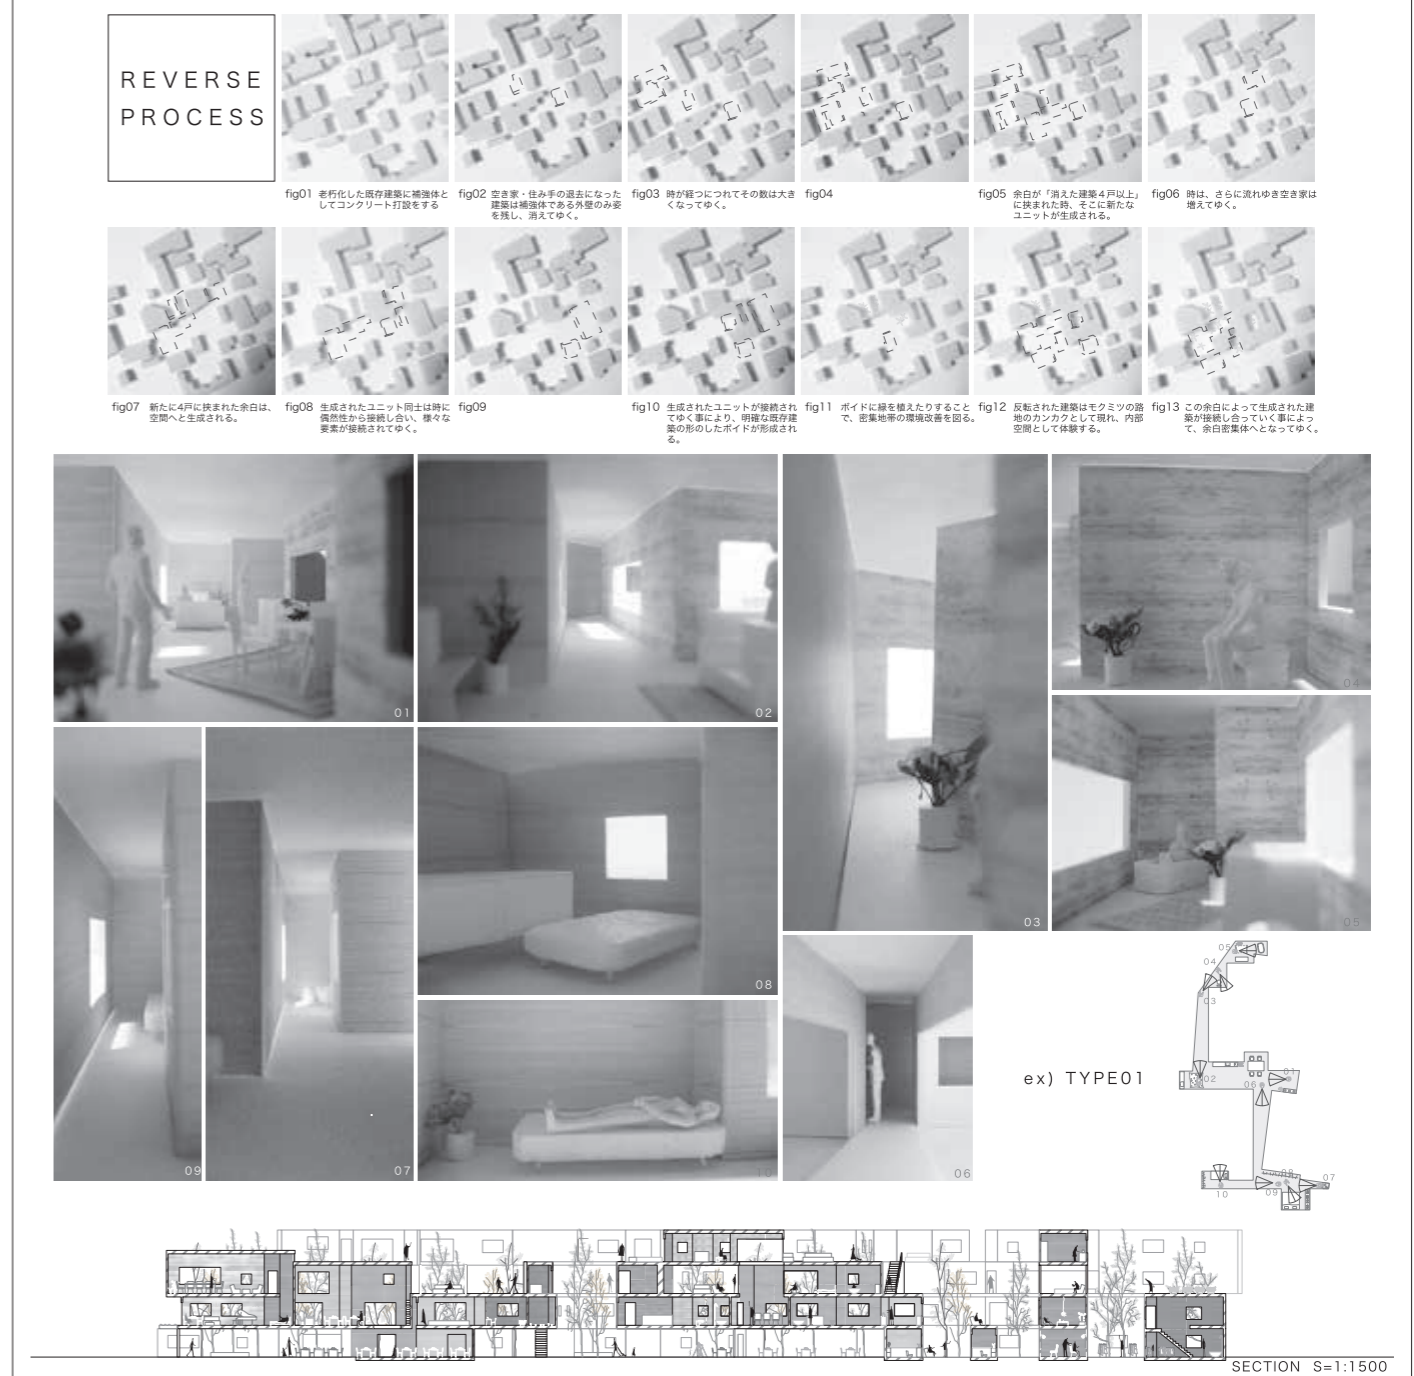 REVERSE
PROCESS
fig01 老朽化した既存建築に補強体と
してコンクリート打設をする
fig02 空き家・住み手の退去になった
建築は補強体である外壁のみ姿
を残し、消えてゆく。
fig03 時が経つにつれてその数は大き
くなってゆく。
fig04
fig05 余白が「消えた建築４戸以上」
に挟まれた時、そこに新たな
ユニットが生成される。
fig06 時は、さらに流れゆき空き家は
増えてゆく。
fig07 新たに4戸に挟まれた余白は、
空間へと生成される。
fig08 生成されたユニット同士は時に
偶然性から接続し合い、様々な
要素が接続されてゆく。
fig09
fig10 生成されたユニットが接続され
てゆく事により、明確な既存建
築の形のしたボイドが形成され
る。
fig11 ボイドに緑を植えたりすること
で、密集地帯の環境改善を図る。
fig12 反転された建築はモクミツの路
地のカンカクとして現れ、内部
空間として体験する。
fig13 この余白によって生成された建
築が接続し合っていく事によっ
て、余白密集体へとなってゆく。
01
02
03
04
05
09
07
08
10
06
ex) TYPE01
05
04
03
02
01
06
08
07
09
10
SECTION S=1:1500